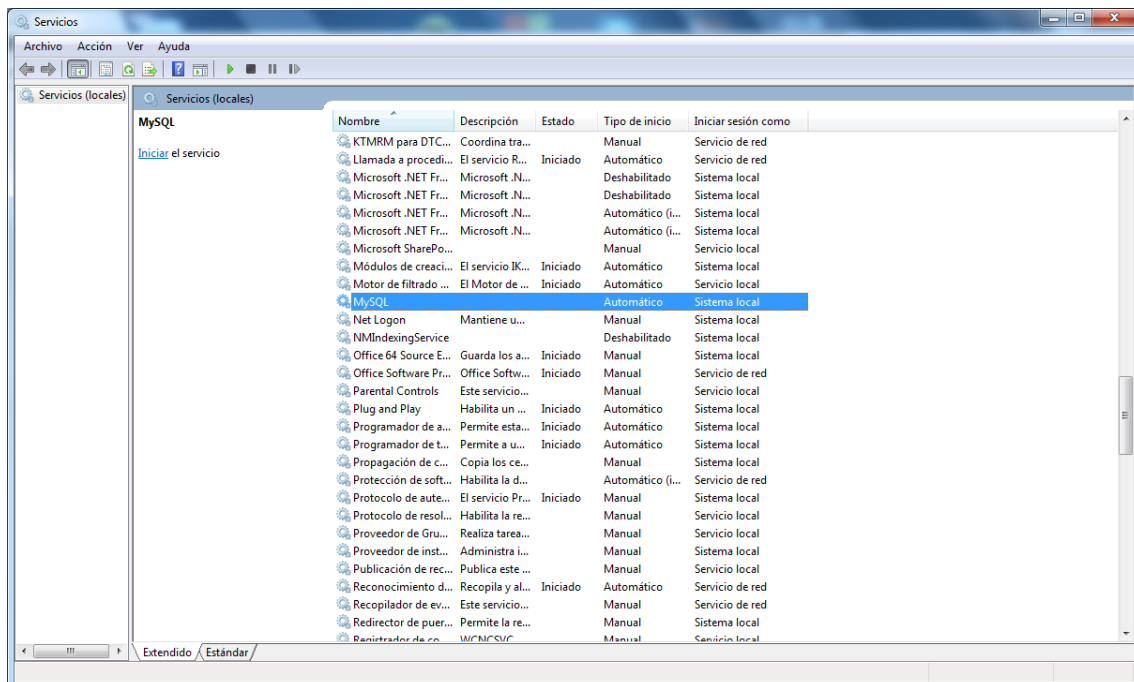 Servicios
Archivo Acción Ver Ayuda
Servicios (locales)
Servicios (locales)
MySQL
Iniciar el servicio
Nombre Descripción Estado Tipo de inicio Iniciar sesión como
KTMRM para DTC... Coordina tra... Manual Servicio de red
Llamada a procedi... El servicio R... Iniciado Automático Servicio de red
Microsoft .NET Fr... Microsoft .N... Deshabilitado Sistema local
Microsoft .NET Fr... Microsoft .N... Deshabilitado Sistema local
Microsoft .NET Fr... Microsoft .N... Automático (i... Sistema local
Microsoft .NET Fr... Microsoft .N... Automático (i... Sistema local
Microsoft SharePo... Manual Servicio local
Módulos de creaci... El servicio IK... Iniciado Automático Sistema local
Motor de filtrado ... El Motor de ... Iniciado Automático Servicio local
MySQL Automático Sistema local
Net Logon Mantiene u... Manual Sistema local
NMIndexingService Deshabilitado Sistema local
Office 64 Source E... Guarda los a... Iniciado Manual Sistema local
Office Software Pr... Office Softw... Iniciado Manual Servicio de red
Parental Controls Este servicio... Manual Servicio local
Plug and Play Habilita un ... Iniciado Automático Sistema local
Programador de a... Permite esta... Iniciado Automático Sistema local
Programador de t... Permite a u... Iniciado Automático Sistema local
Propagación de c... Copia los ce... Manual Sistema local
Protección de soft... Habilita la d... Automático (i... Servicio de red
Protocolo de aute... El servicio Pr... Iniciado Manual Sistema local
Protocolo de resol... Habilita la re... Manual Servicio local
Proveedor de Gru... Realiza tarea... Manual Servicio local
Proveedor de inst... Administra i... Manual Sistema local
Publicación de rec... Publica este ... Manual Servicio local
Reconocimiento d... Recopila y al... Iniciado Automático Servicio de red
Recopilador de ev... Este servicio... Manual Servicio de red
Redirector de puer... Permite la re... Manual Sistema local
Registrador de co... WCNCSVC ... Manual Servicio local
Extendido Estándar